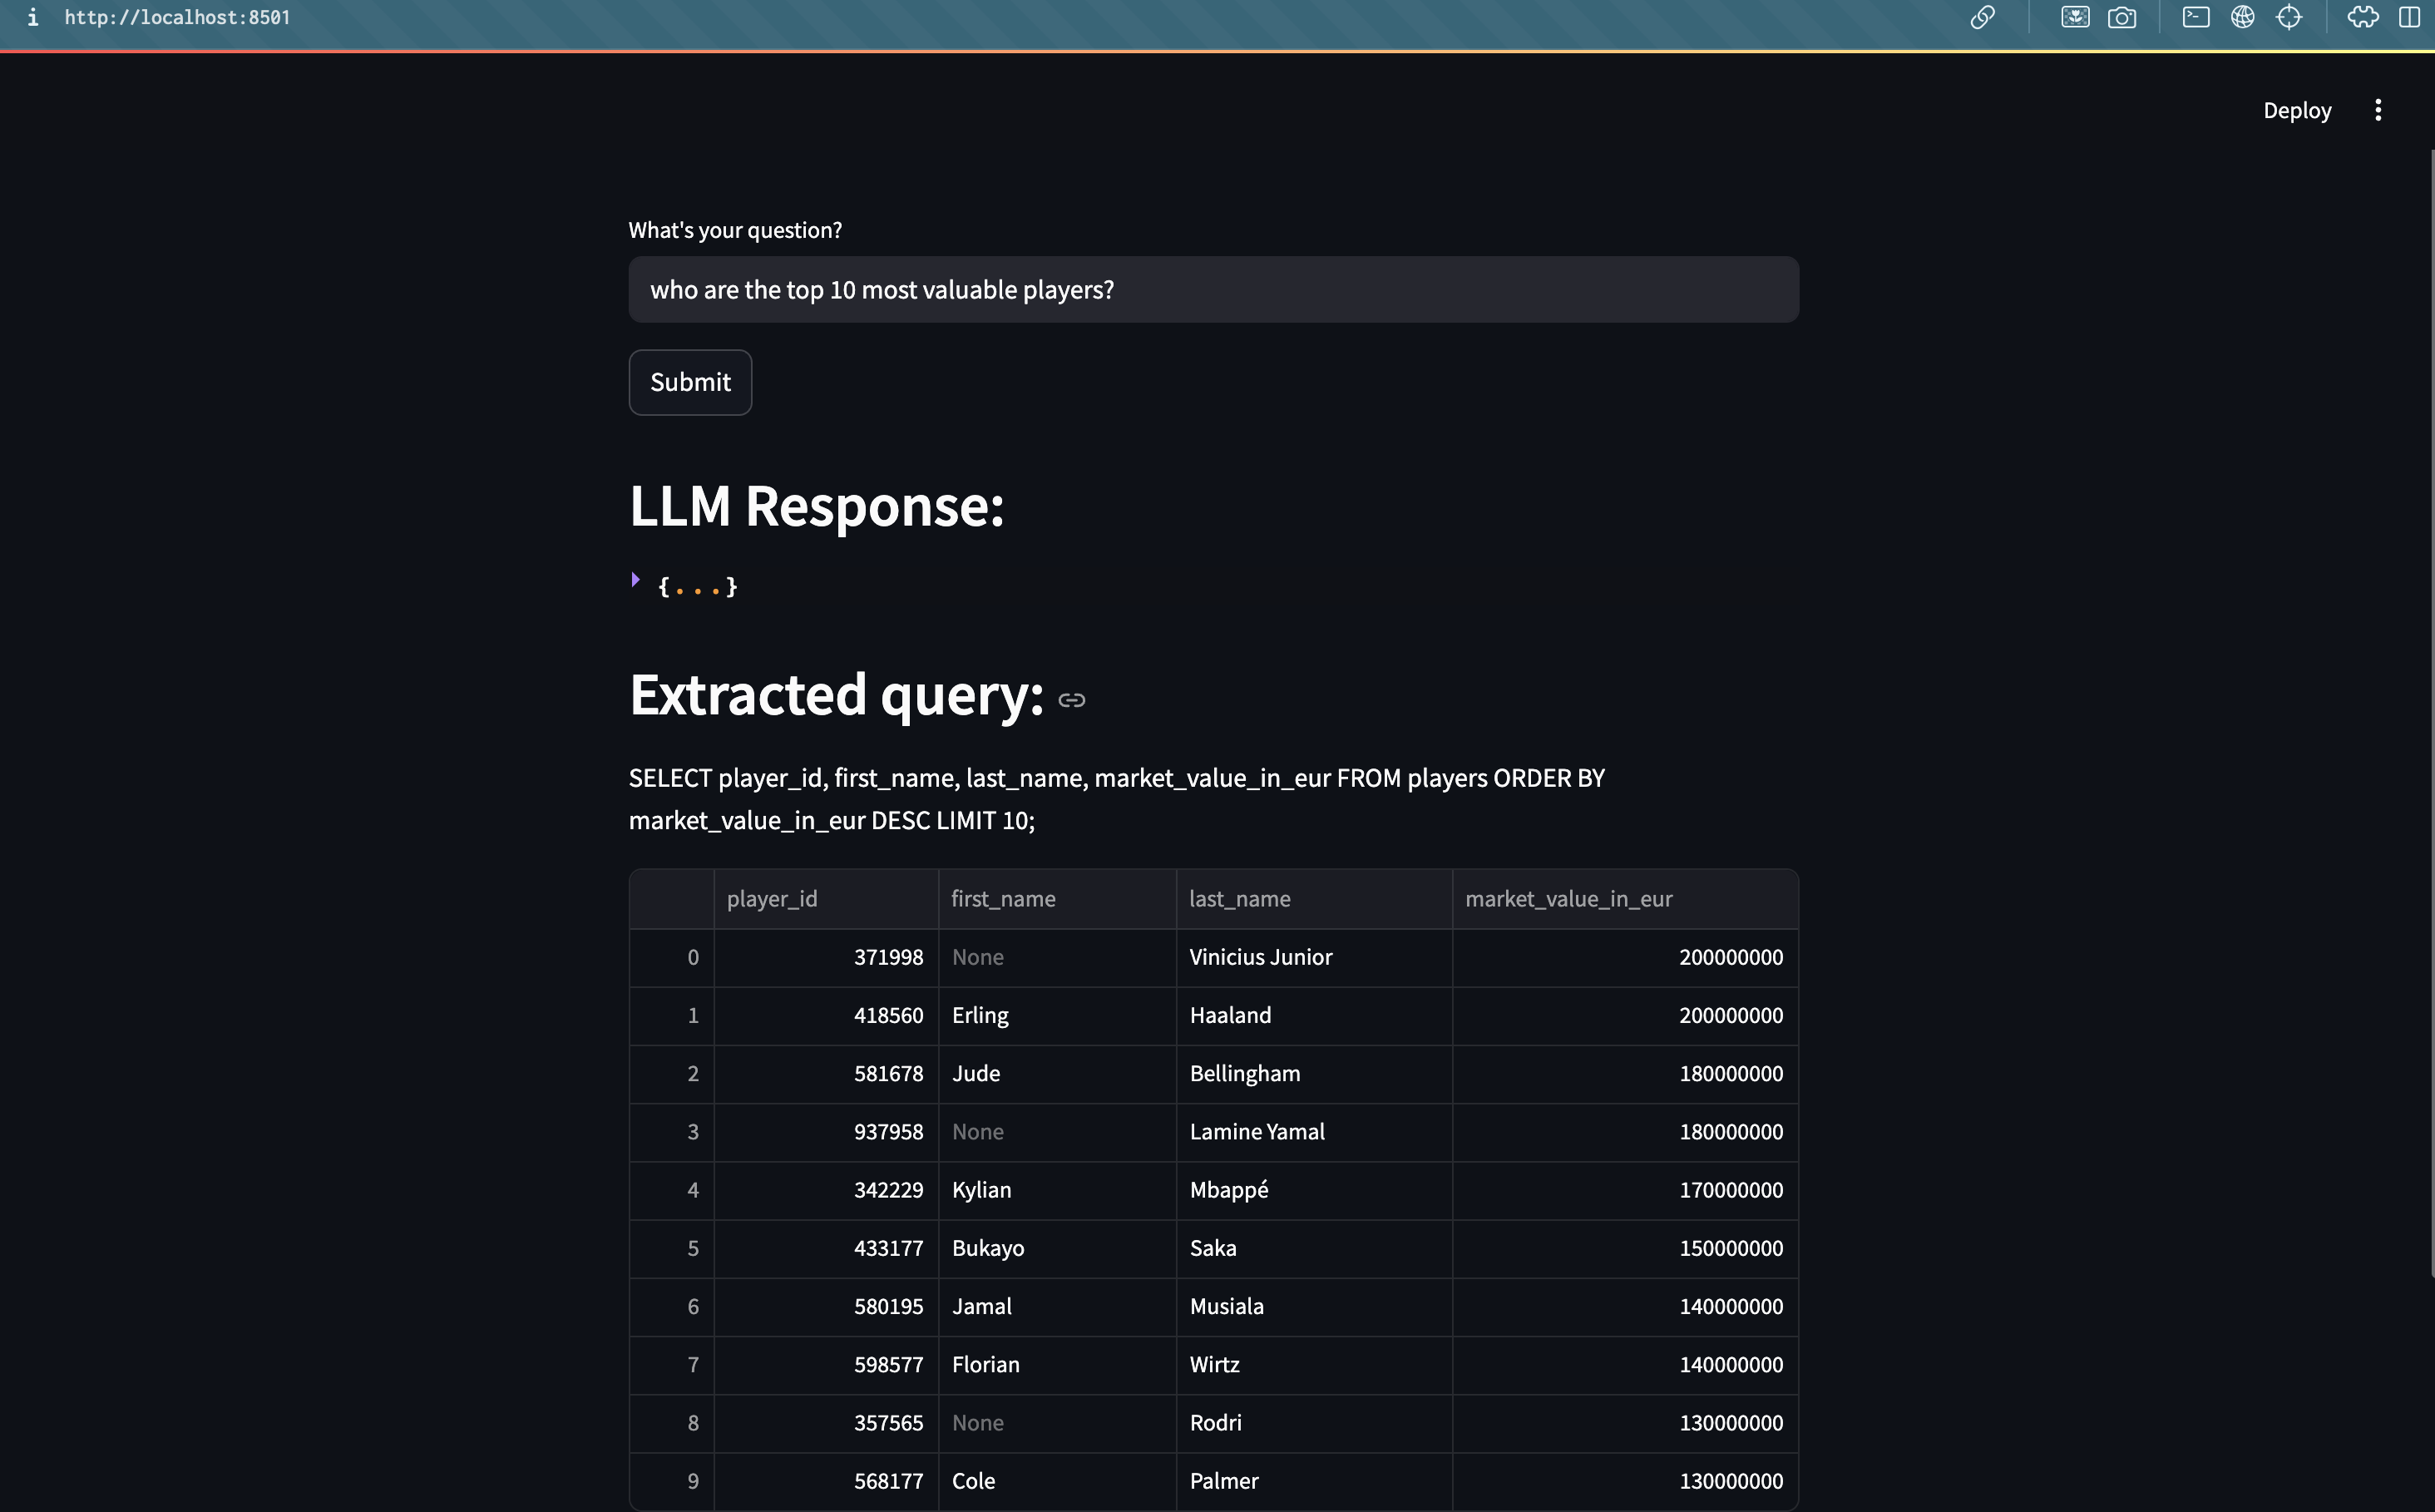 i http://localhost:8501
Deploy
What's your question?
who are the top 10 most valuable players?
Submit
LLM Response:
{...}
Extracted query:
SELECT player_id, first_name, last_name, market_value_in_eur FROM players ORDER BY
market_value_in_eur DESC LIMIT 10;
player_id first_name last_name market_value_in_eur
0 371998 None Vinicius Junior 200000000
1 418560 Erling Haaland 200000000
2 581678 Jude Bellingham 180000000
3 937958 None Lamine Yamal 180000000
4 342229 Kylian Mbappé 170000000
5 433177 Bukayo Saka 150000000
6 580195 Jamal Musiala 140000000
7 598577 Florian Wirtz 140000000
8 357565 None Rodri 130000000
9 568177 Cole Palmer 130000000